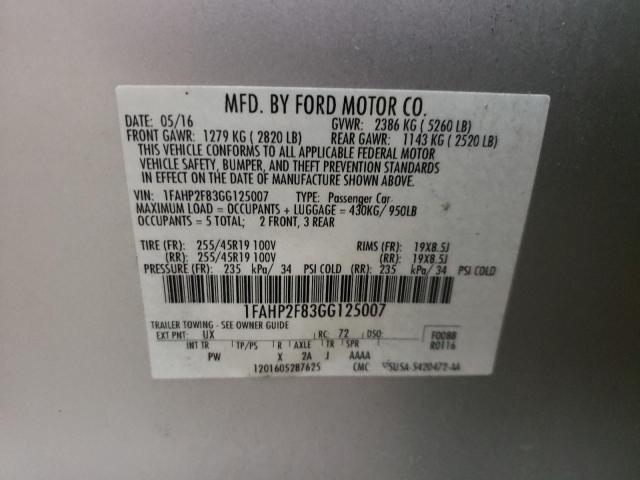 MFD. BY FORD MOTOR CO.
DATE: 05/16 GVWR: 2386 KG ( 5260 LB)
FRONT GAWR: 1279 KG ( 2820 LB) REAR GAWR: 1143 KG ( 2520 LB)
THIS VEHICLE CONFORMS TO ALL APPLICABLE FEDERAL MOTOR
VEHICLE SAFETY, BUMPER, AND THEFT PREVENTION STANDARDS
IN EFFECT ON THE DATE OF MANUFACTURE SHOWN ABOVE.
VIN: 1FAHP2F83GG125007 TYPE: Passenger Car
MAXIMUM LOAD = OCCUPANTS + LUGGAGE = 430KG/ 950LB
OCCUPANTS = 5 TOTAL; 2 FRONT, 3 REAR
TIRE (FR): 255/45R19 100V RIMS (FR): 19X8.5J
(RR): 255/45R19 100V (RR): 19X8.5J
PRESSURE (FR): 235 kPa/ 34 PSI COLD (RR): 235 kPa/ 34 PSI COLD
1FAHP2F83GG125007
TRAILER TOWING - SEE OWNER GUIDE
EXT PNT: UX RC: 72 DSO: F0088
INT TR TP/PS R AXLE TR SPR R0116
PW X 2A J AAAA
1201605287625 CMC 5U5A-5420472-AA